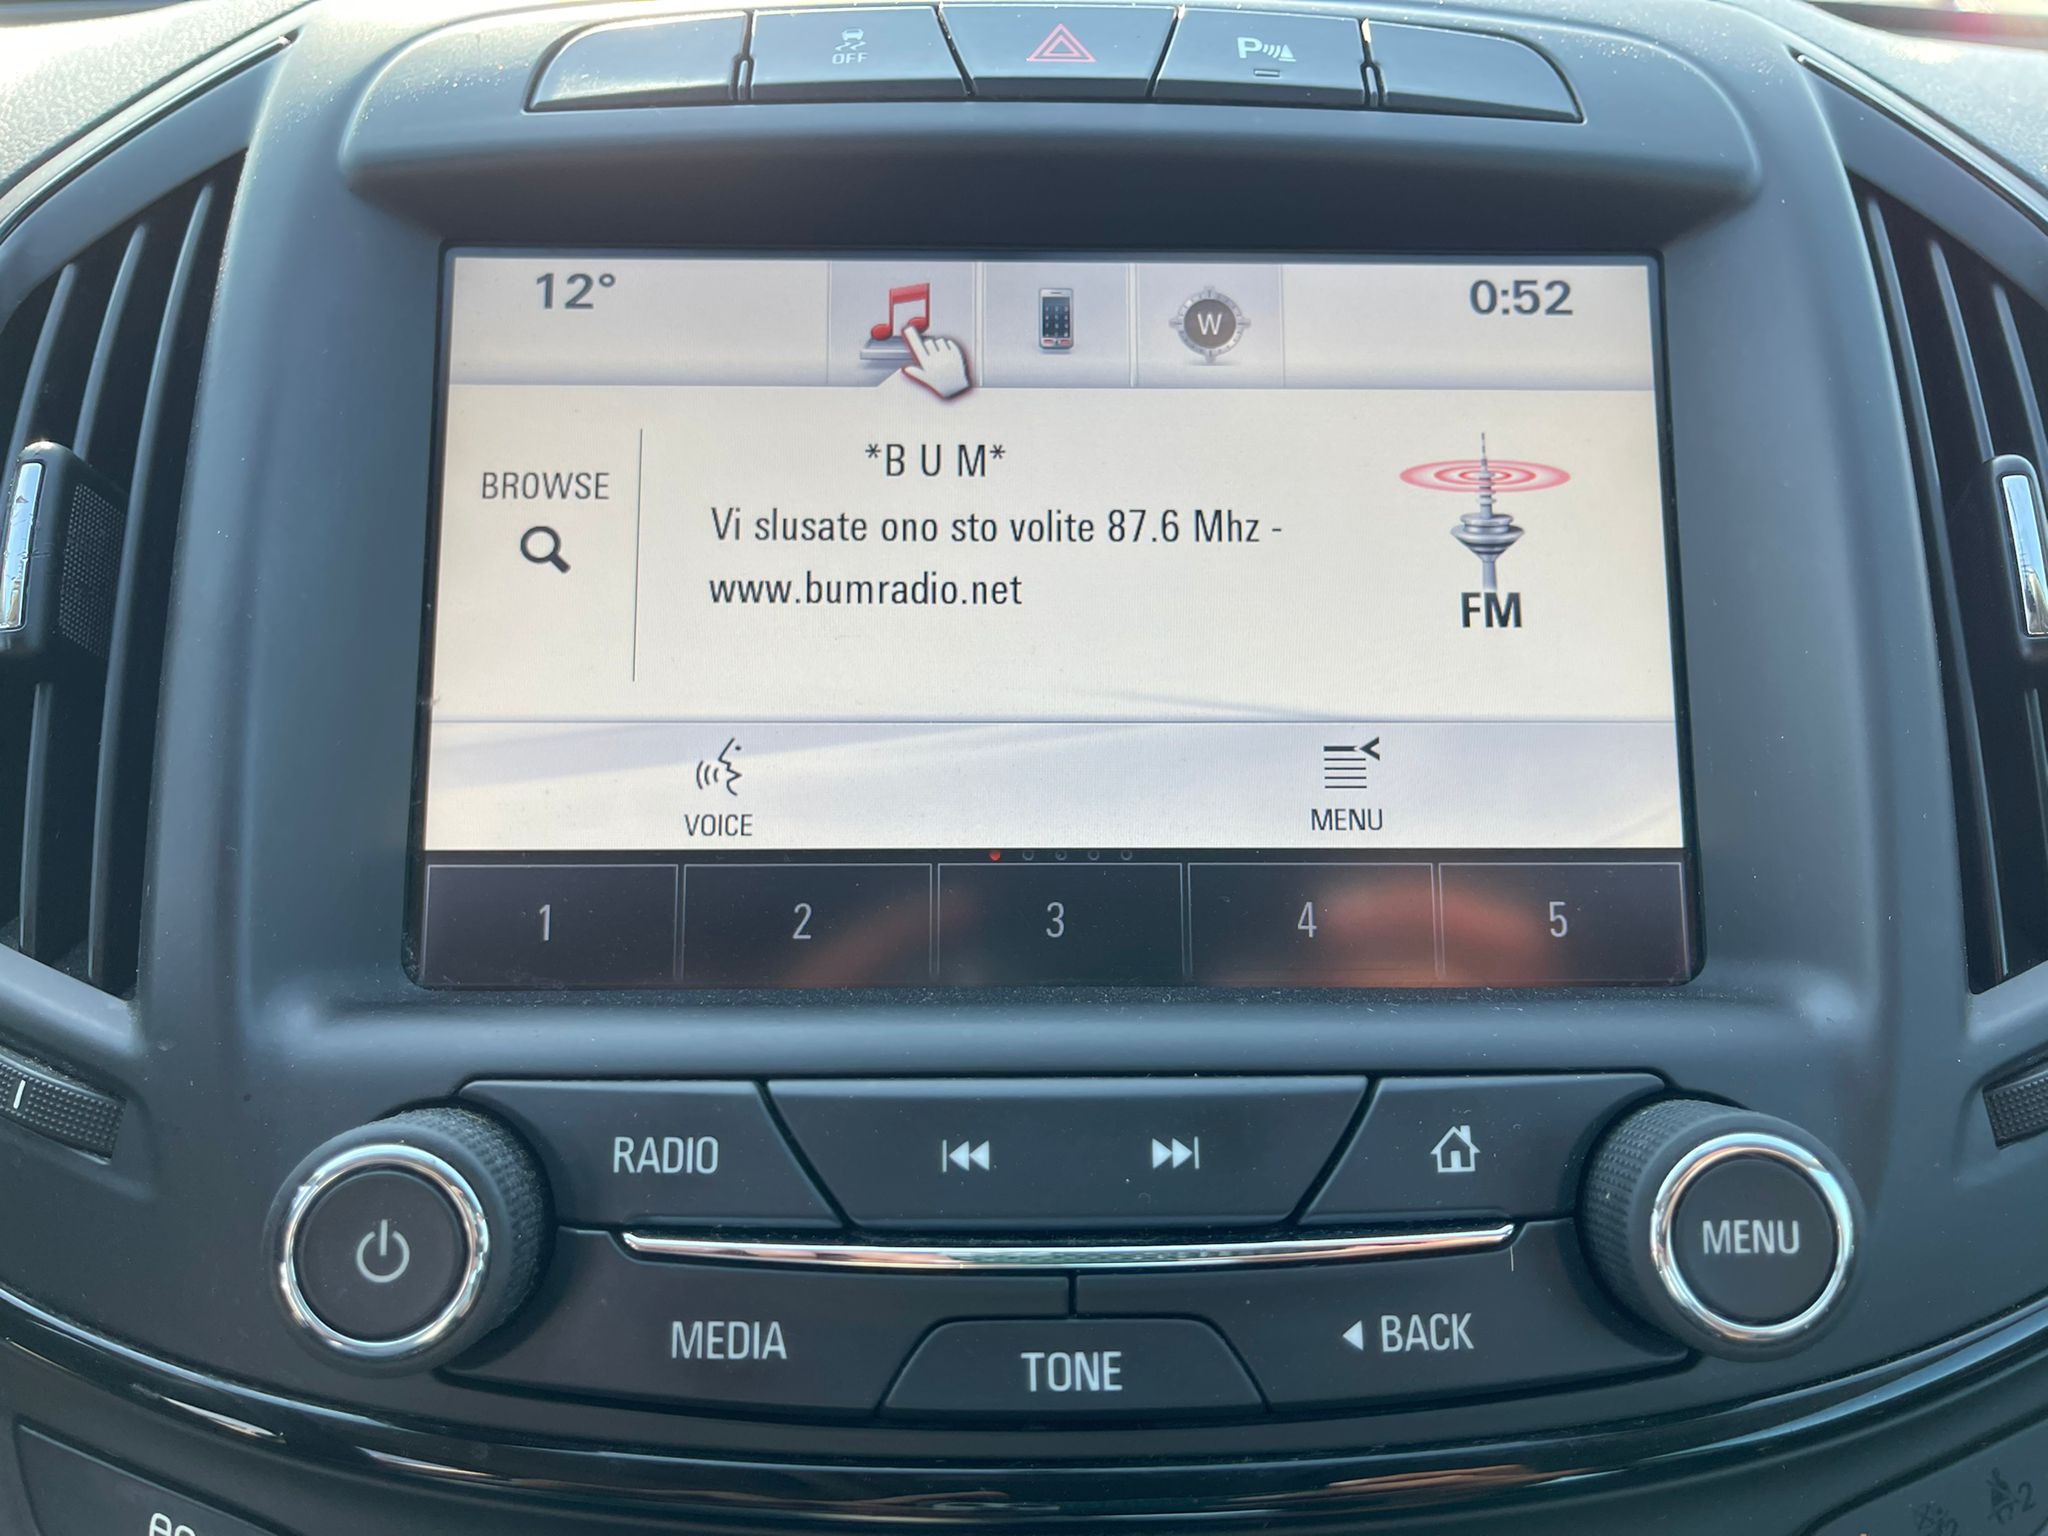 OFF
P
12°
W
0:52
BROWSE
*B U M*
Vi slusate ono sto volite 87.6 Mhz -
www.bumradio.net
FM
VOICE
MENU
1 2 3 4 5
RADIO
MENU
MEDIA
TONE
BACK
2